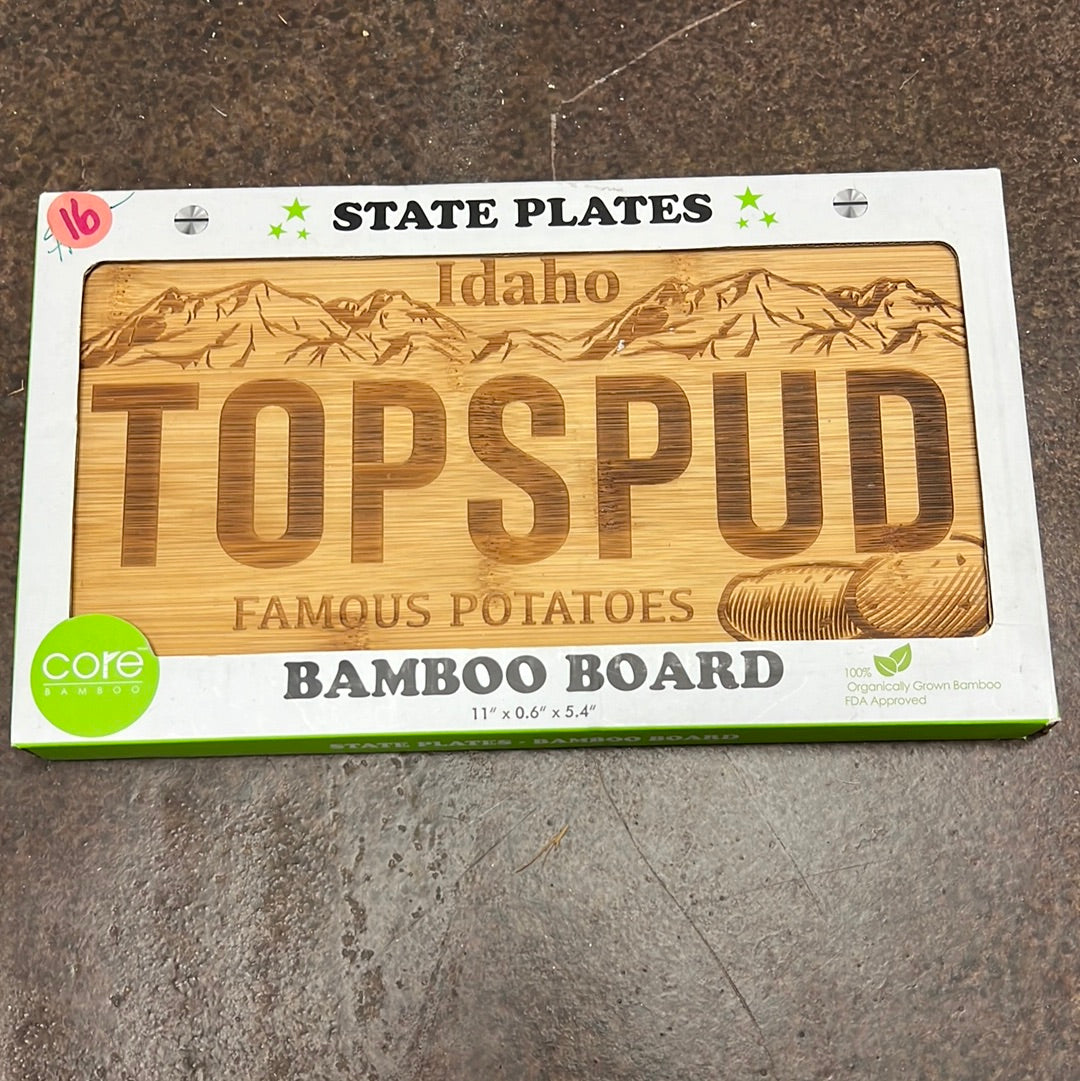 16
STATE PLATES
Idaho
TOPSPUD
FAMOUS POTATOES
core™
BAMBOO
BAMBOO BOARD
11" x 0.6" x 5.4"
100%
Organically Grown Bamboo
FDA Approved
STATE PLATES - BAMBOO BOARD